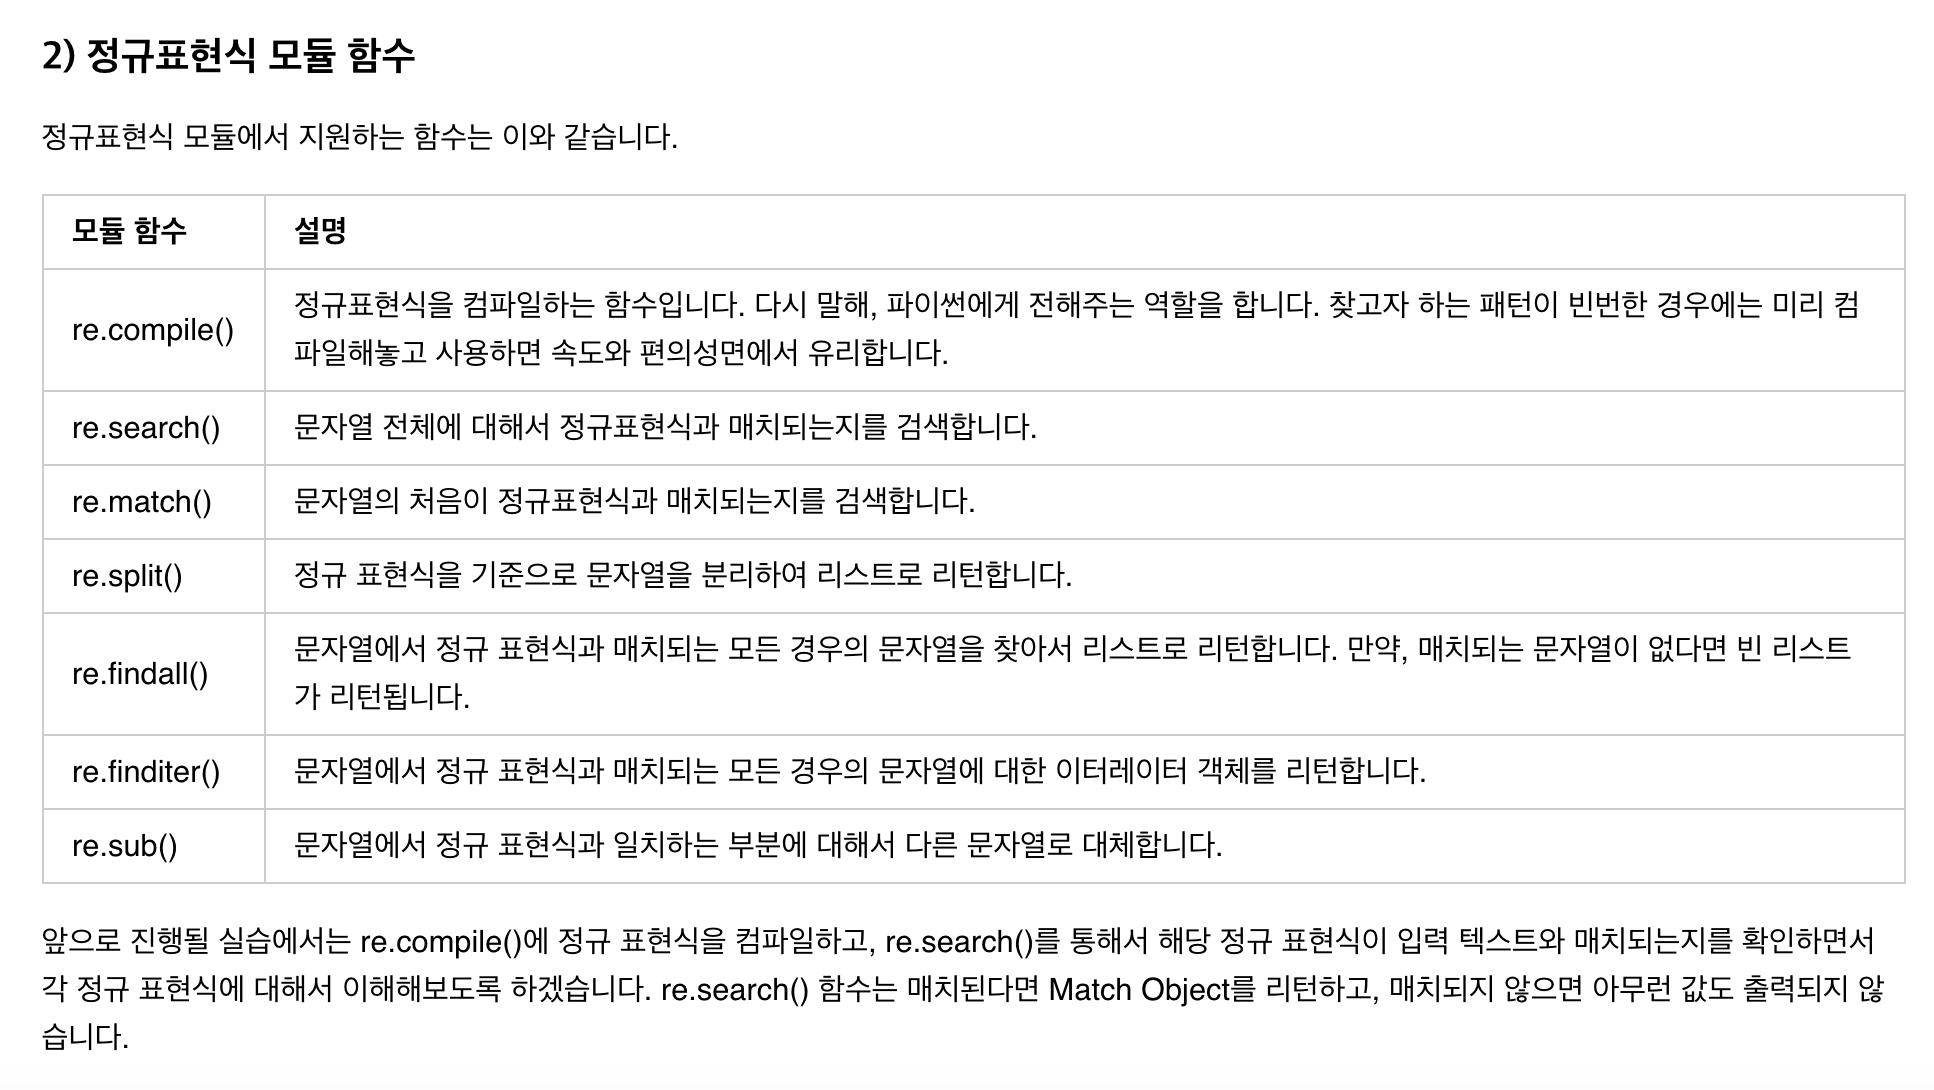 2) 정규표현식 모듈 함수
정규표현식 모듈에서 지원하는 함수는 이와 같습니다.
모듈 함수 설명
re.compile() 정규표현식을 컴파일하는 함수입니다. 다시 말해, 파이썬에게 전해주는 역할을 합니다. 찾고자 하는 패턴이 빈번한 경우에는 미리 컴
파일해놓고 사용하면 속도와 편의성면에서 유리합니다.
re.search() 문자열 전체에 대해서 정규표현식과 매치되는지를 검색합니다.
re.match() 문자열의 처음이 정규표현식과 매치되는지를 검색합니다.
re.split() 정규 표현식을 기준으로 문자열을 분리하여 리스트로 리턴합니다.
re.findall() 문자열에서 정규 표현식과 매치되는 모든 경우의 문자열을 찾아서 리스트로 리턴합니다. 만약, 매치되는 문자열이 없다면 빈 리스트
가 리턴됩니다.
re.finditer() 문자열에서 정규 표현식과 매치되는 모든 경우의 문자열에 대한 이터레이터 객체를 리턴합니다.
re.sub() 문자열에서 정규 표현식과 일치하는 부분에 대해서 다른 문자열로 대체합니다.
앞으로 진행될 실습에서는 re.compile()에 정규 표현식을 컴파일하고, re.search()를 통해서 해당 정규 표현식이 입력 텍스트와 매치되는지를 확인하면서
각 정규 표현식에 대해서 이해해보도록 하겠습니다. re.search() 함수는 매치된다면 Match Object를 리턴하고, 매치되지 않으면 아무런 값도 출력되지 않
습니다.